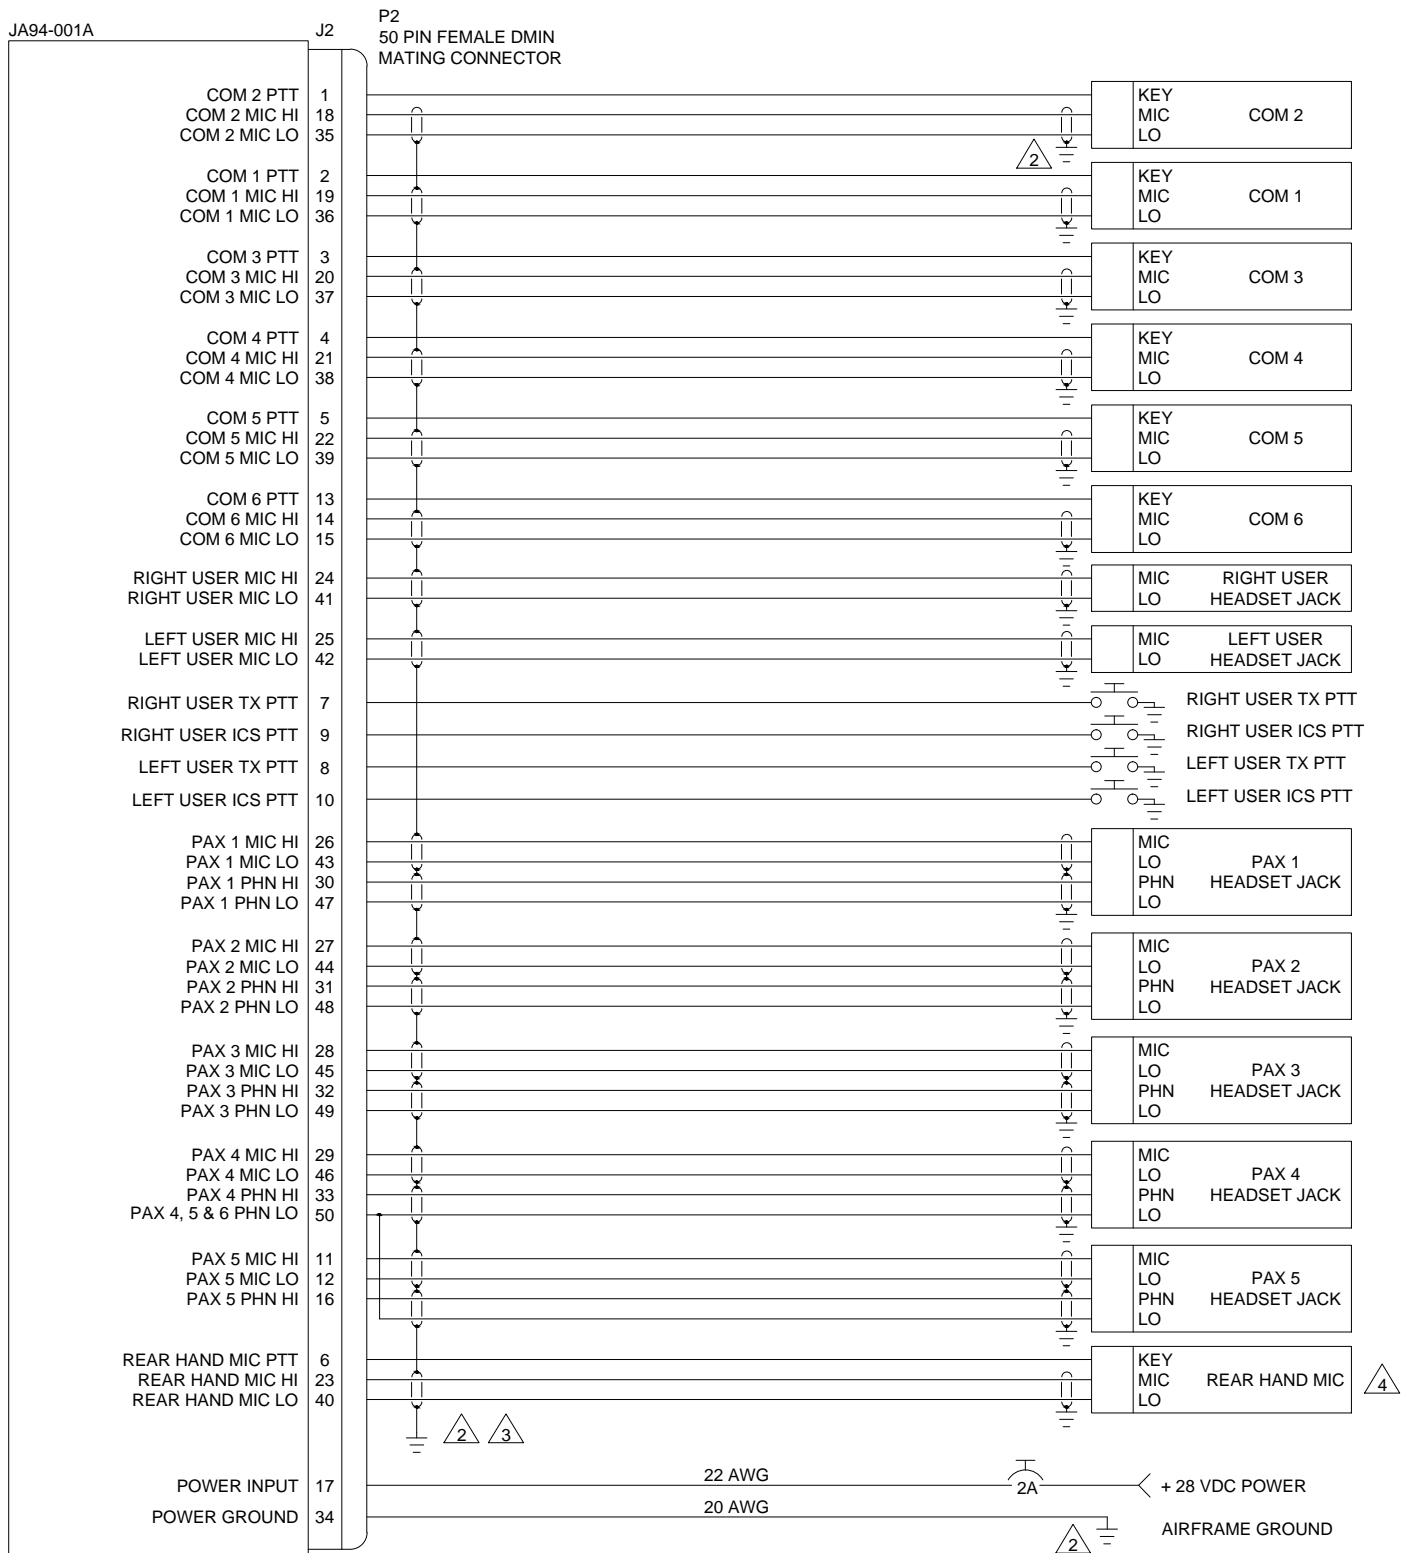 JA94-001A J2 P2
50 PIN FEMALE DMIN
MATING CONNECTOR
COM 2 PTT 1 KEY
COM 2 MIC HI 18 MIC COM 2
COM 2 MIC LO 35 LO
2
COM 1 PTT 2 KEY
COM 1 MIC HI 19 MIC COM 1
COM 1 MIC LO 36 LO
COM 3 PTT 3 KEY
COM 3 MIC HI 20 MIC COM 3
COM 3 MIC LO 37 LO
COM 4 PTT 4 KEY
COM 4 MIC HI 21 MIC COM 4
COM 4 MIC LO 38 LO
COM 5 PTT 5 KEY
COM 5 MIC HI 22 MIC COM 5
COM 5 MIC LO 39 LO
COM 6 PTT 13 KEY
COM 6 MIC HI 14 MIC COM 6
COM 6 MIC LO 15 LO
RIGHT USER MIC HI 24 MIC RIGHT USER
RIGHT USER MIC LO 41 LO HEADSET JACK
LEFT USER MIC HI 25 MIC LEFT USER
LEFT USER MIC LO 42 LO HEADSET JACK
RIGHT USER TX PTT 7 RIGHT USER TX PTT
RIGHT USER ICS PTT 9 RIGHT USER ICS PTT
LEFT USER TX PTT 8 LEFT USER TX PTT
LEFT USER ICS PTT 10 LEFT USER ICS PTT
PAX 1 MIC HI 26 MIC
PAX 1 MIC LO 43 LO PAX 1
PAX 1 PHN HI 30 PHN HEADSET JACK
PAX 1 PHN LO 47 LO
PAX 2 MIC HI 27 MIC
PAX 2 MIC LO 44 LO PAX 2
PAX 2 PHN HI 31 PHN HEADSET JACK
PAX 2 PHN LO 48 LO
PAX 3 MIC HI 28 MIC
PAX 3 MIC LO 45 LO PAX 3
PAX 3 PHN HI 32 PHN HEADSET JACK
PAX 3 PHN LO 49 LO
PAX 4 MIC HI 29 MIC
PAX 4 MIC LO 46 LO PAX 4
PAX 4 PHN HI 33 PHN HEADSET JACK
PAX 4, 5 & 6 PHN LO 50 LO
PAX 5 MIC HI 11 MIC
PAX 5 MIC LO 12 LO PAX 5
PAX 5 PHN HI 16 PHN HEADSET JACK
LO
REAR HAND MIC PTT 6 KEY
REAR HAND MIC HI 23 MIC REAR HAND MIC 4
REAR HAND MIC LO 40 LO
2 3
POWER INPUT 17 22 AWG 2A + 28 VDC POWER
POWER GROUND 34 20 AWG 2 AIRFRAME GROUND